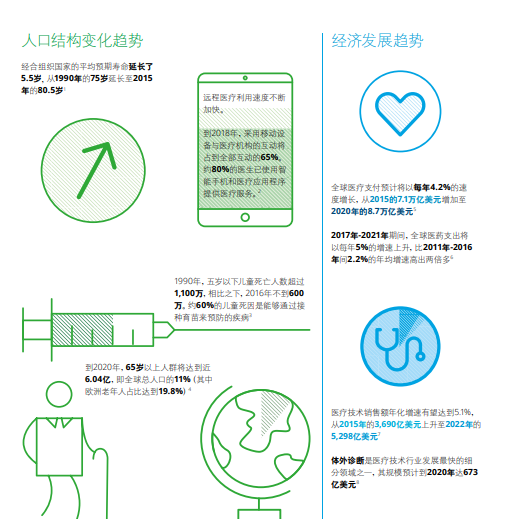 人口结构变化趋势
经合组织国家的平均预期寿命延长了
5.5岁, 从1990年的75岁延长至2015
年的80.5岁¹
远程医疗利用速度不断
加快。
到2018年, 采用移动设
备与医疗机构的互动将
占到全部互动的65%。
约80%的医生已使用智
能手机和医疗应用程序
提供医疗服务。²
1990年, 五岁以下儿童死亡人数超过
1,100万, 相比之下, 2016年不到600
万。约60%的儿童死因是能够通过接
种育苗来预防的疾病³
到2020年, 65岁以上人群将达到近
6.04亿, 即全球总人口的11% (其中
欧洲老年人占比达到19.8%) ⁴
经济发展趋势
全球医疗支付预计将以每年4.2%的速
度增长, 从2015的7.1万亿美元增加至
2020年的8.7万亿美元⁵
2017年-2021年期间, 全球医药支出将
以每年5%的增速上升, 比2011年-2016
年间2.2%的年均增速高出两倍多⁶
医疗技术销售额年化增速有望达到5.1%,
从2015年的3,690亿美元上升至2022年的
5,298亿美元⁷
体外诊断是医疗技术行业发展最快的细
分领域之一, 其规模预计到2020年达673
亿美元⁸